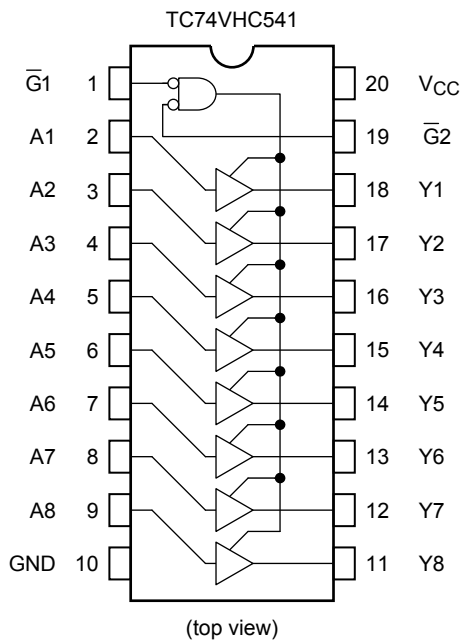 TC74VHC541
G̅1 1 20 VCC
A1 2 19 G̅2
A2 3 18 Y1
A3 4 17 Y2
A4 5 16 Y3
A5 6 15 Y4
A6 7 14 Y5
A7 8 13 Y6
A8 9 12 Y7
GND 10 11 Y8
(top view)